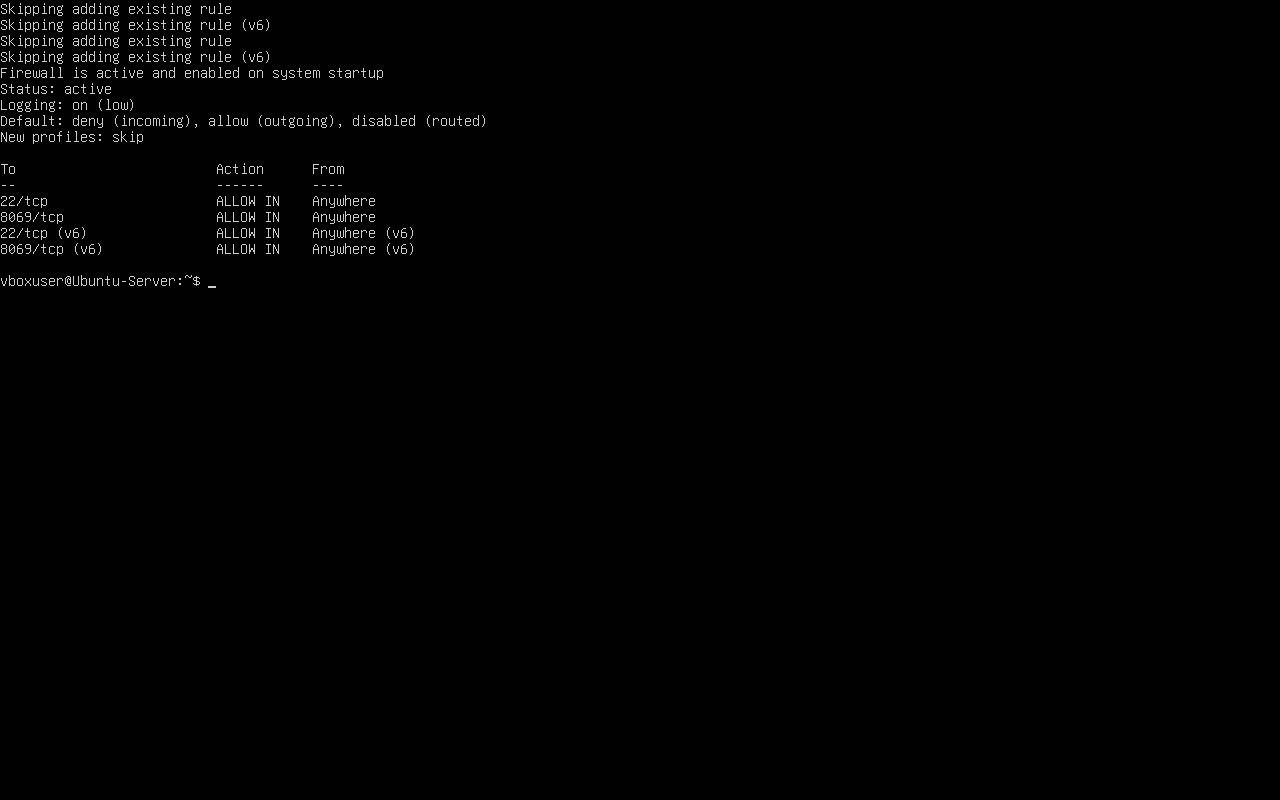 Skipping adding existing rule
Skipping adding existing rule (v6)
Skipping adding existing rule
Skipping adding existing rule (v6)
Firewall is active and enabled on system startup
Status: active
Logging: on (low)
Default: deny (incoming), allow (outgoing), disabled (routed)
New profiles: skip

To                         Action      From
--                         ------      ----
22/tcp                     ALLOW IN    Anywhere
8069/tcp                   ALLOW IN    Anywhere
22/tcp (v6)                ALLOW IN    Anywhere (v6)
8069/tcp (v6)              ALLOW IN    Anywhere (v6)

vboxuser@Ubuntu-Server:~$ _